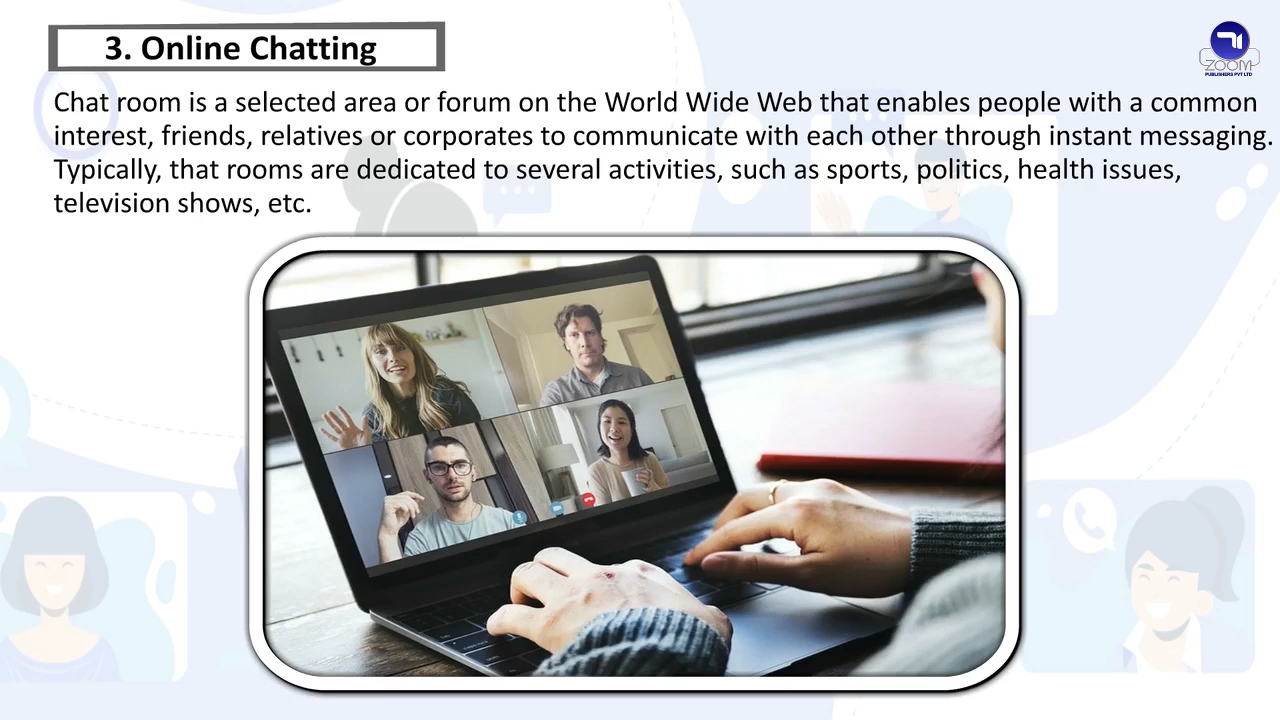 3. Online Chatting
ZOOM
PUBLISHERS PVT LTD
Chat room is a selected area or forum on the World Wide Web that enables people with a common
interest, friends, relatives or corporates to communicate with each other through instant messaging.
Typically, that rooms are dedicated to several activities, such as sports, politics, health issues,
television shows, etc.